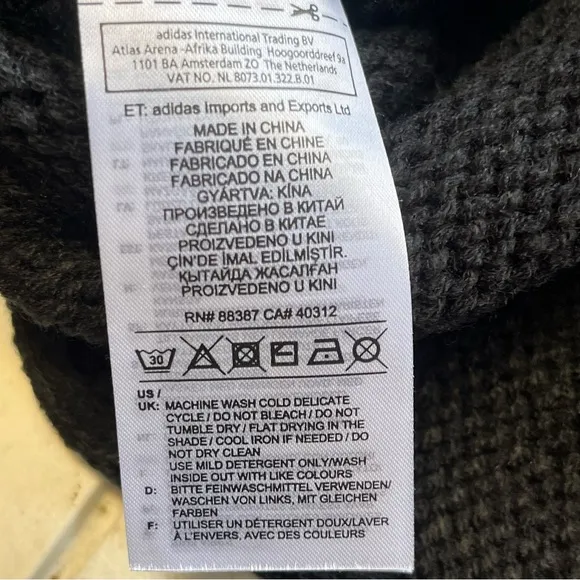 adidas International Trading BV
Atlas Arena -Afrika Building Hoogoorddreef 9a
1101 BA Amsterdam ZO The Netherlands
VAT NO. NL 8073.01.322.B.01
ET: adidas Imports and Exports Ltd
MADE IN CHINA
FABRIQUÉ EN CHINE
FABRICADO EN CHINA
FABRICADO NA CHINA
GYÁRTVA: KÍNA
ПРОИЗВЕДЕНО В КИТАЙ
СДЕЛАНО В КИТАЕ
PROIZVEDENO U KINI
ÇİN'DE İMAL EDİLMİŞTİR.
КЫТАЙДА ЖАСАЛҒАН
PROIZVEDENO U KINI
RN# 88387 CA# 40312
30
US /
UK: MACHINE WASH COLD DELICATE
CYCLE / DO NOT BLEACH / DO NOT
TUMBLE DRY / FLAT DRYING IN THE
SHADE / COOL IRON IF NEEDED / DO
NOT DRY CLEAN
USE MILD DETERGENT ONLY/WASH
INSIDE OUT WITH LIKE COLOURS
D: BITTE FEINWASCHMITTEL VERWENDEN/
WASCHEN VON LINKS, MIT GLEICHEN
FARBEN
F: UTILISER UN DÉTERGENT DOUX/LAVER
À L'ENVERS, AVEC DES COULEURS